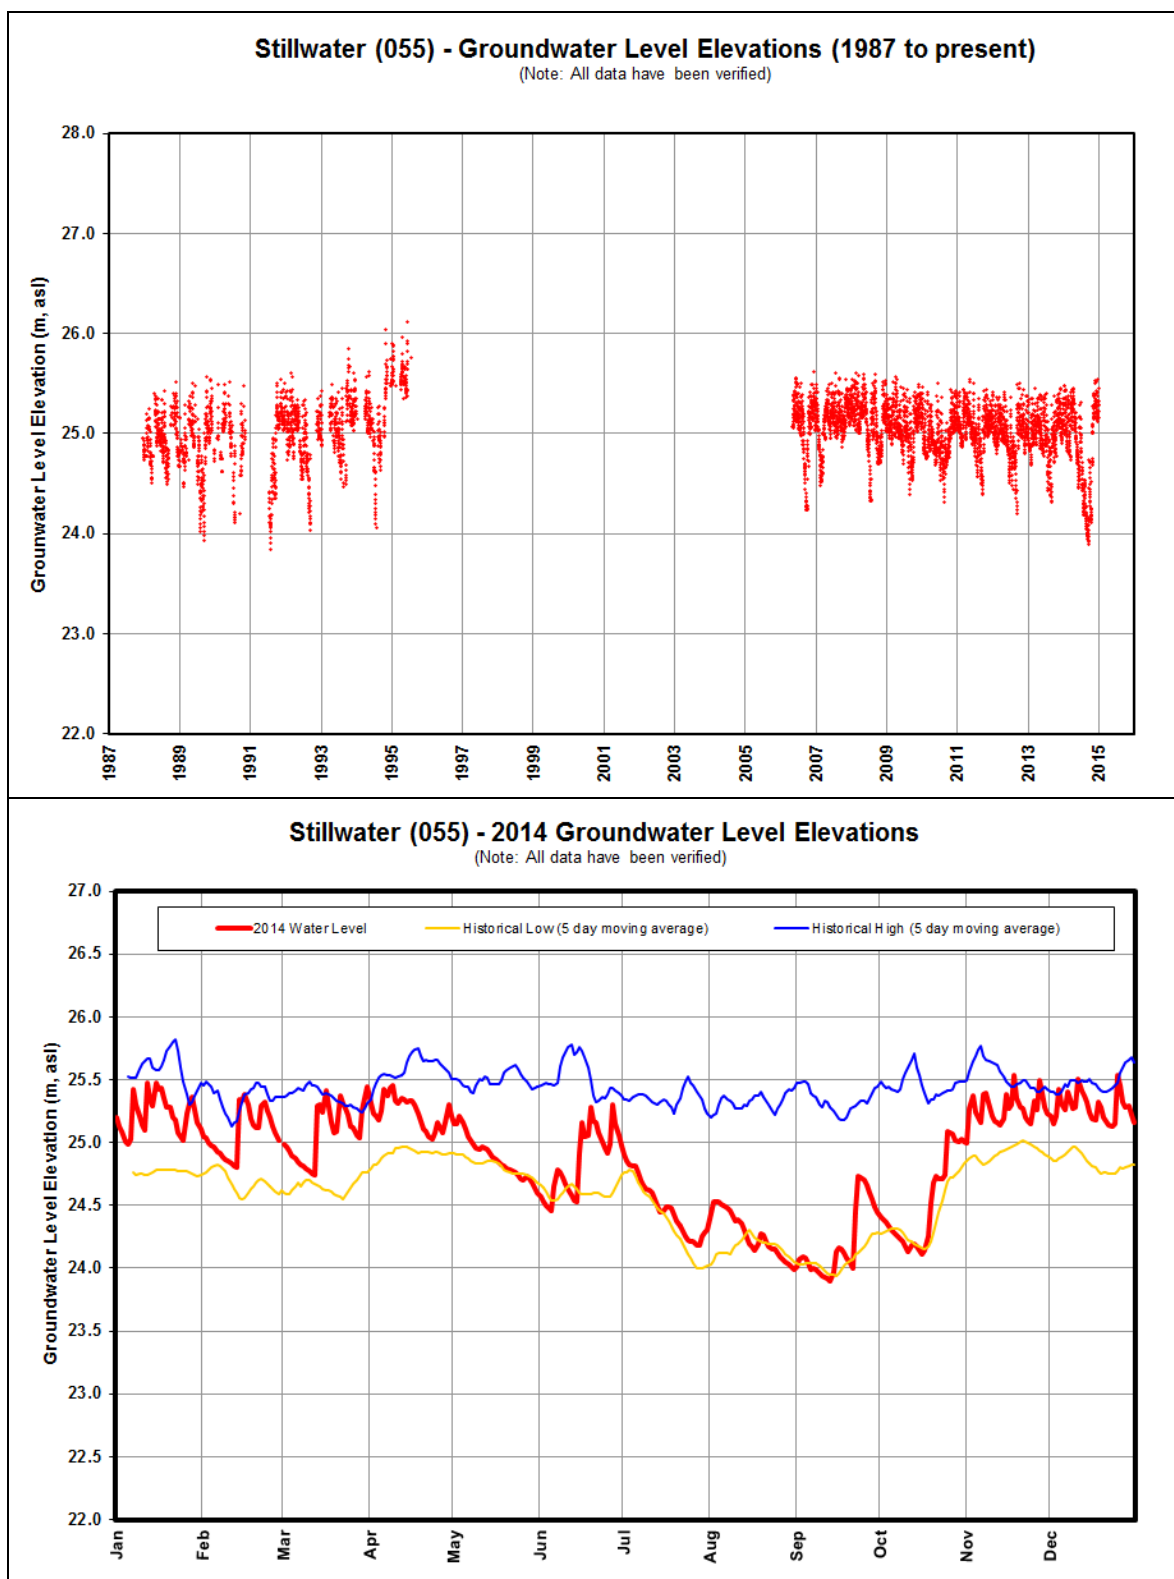 Stillwater (055) - Groundwater Level Elevations (1987 to present)
(Note: All data have been verified)
28.0
27.0
26.0
25.0
24.0
23.0
22.0
Grounwater Level Elevation (m, asl)
1987
1989
1991
1993
1995
1997
1999
2001
2003
2005
2007
2009
2011
2013
2015
Stillwater (055) - 2014 Groundwater Level Elevations
(Note: All data have been verified)
27.0
26.5
26.0
25.5
25.0
24.5
24.0
23.5
23.0
22.5
22.0
Groundwater Level Elevation (m, asl)
2014 Water Level
Historical Low (5 day moving average)
Historical High (5 day moving average)
Jan
Feb
Mar
Apr
May
Jun
Jul
Aug
Sep
Oct
Nov
Dec